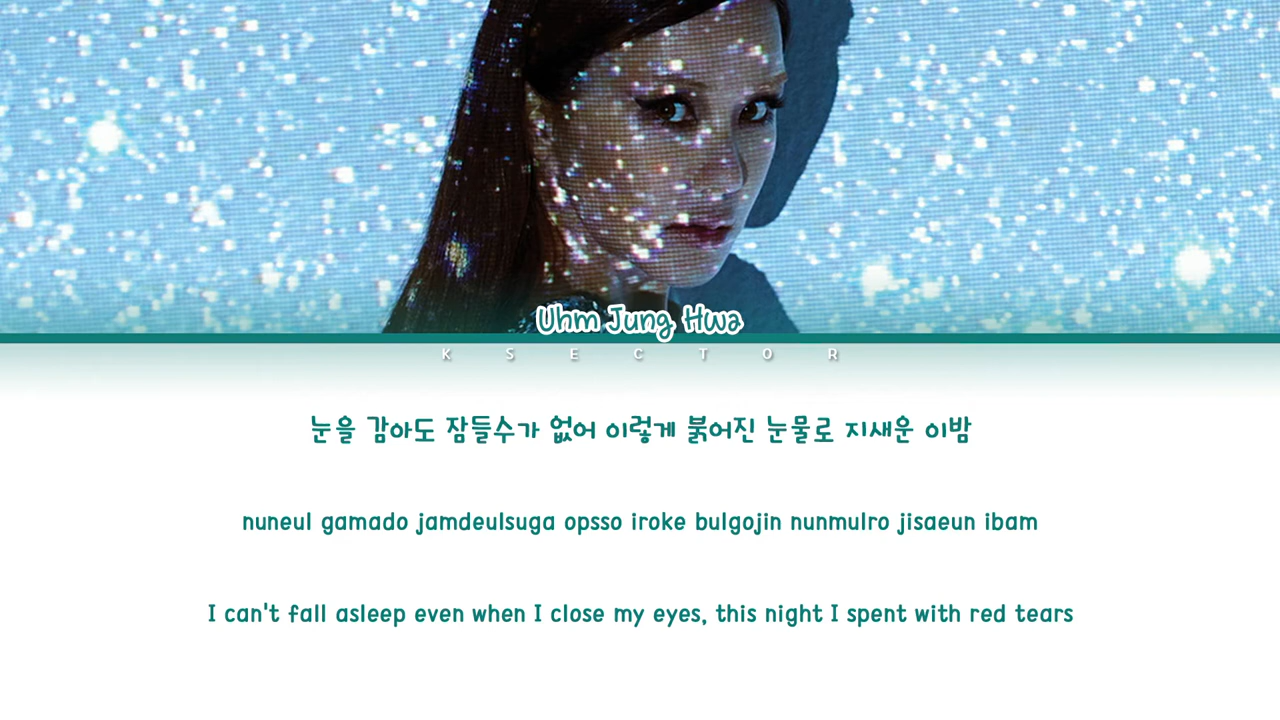 Uhm Jung Hwa
K S E C T O R
눈을 감아도 잠들수가 없어 이렇게 붉어진 눈물로 지새운 이밤
nuneul gamado jamdeulsuga opsso iroke bulgojin nunmulro jisaeun ibam
I can't fall asleep even when I close my eyes, this night I spent with red tears